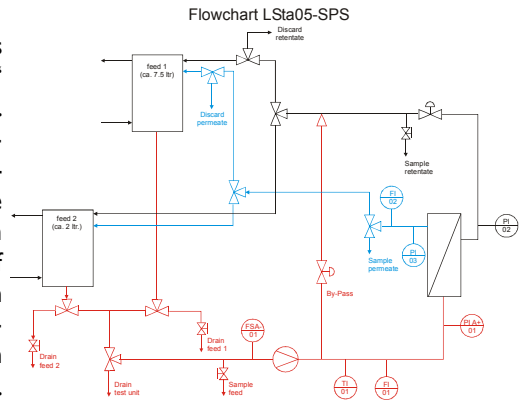 Flowchart LSta05-SPS
Discard
retentate
feed 1
(ca. 7.5 ltr)
Discard
permeate
Sample
retentate
FI
02
feed 2
(ca. 2 ltr.)
PI
02
Sample
permeate
PI
03
By-Pass
PI A+
01
FSA-
01
Drain
feed 1
Drain
feed 2
Drain
test unit
Sample
feed
TI
01
FI
01